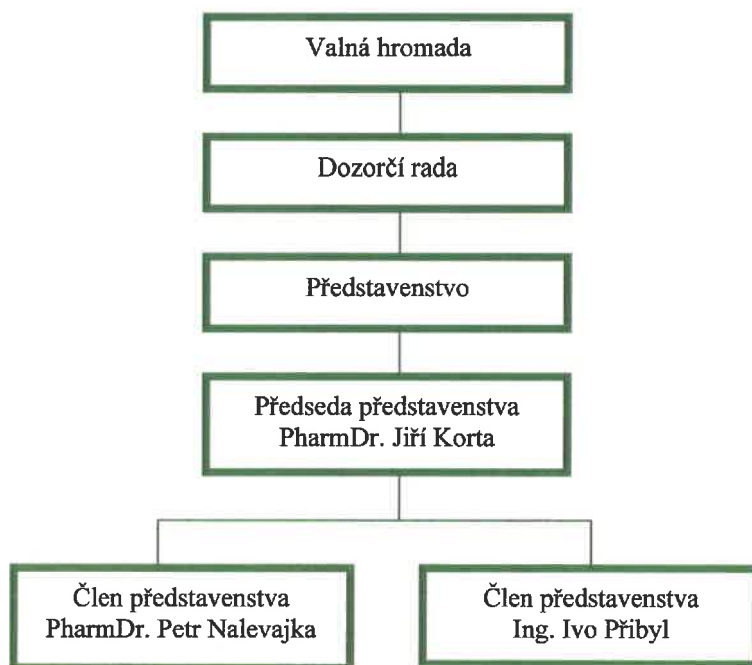 Valná hromada
Dozorčí rada
Představenstvo
Předseda představenstva
PharmDr. Jiří Korta
Člen představenstva
PharmDr. Petr Nalevajka
Člen představenstva
Ing. Ivo Přibyl